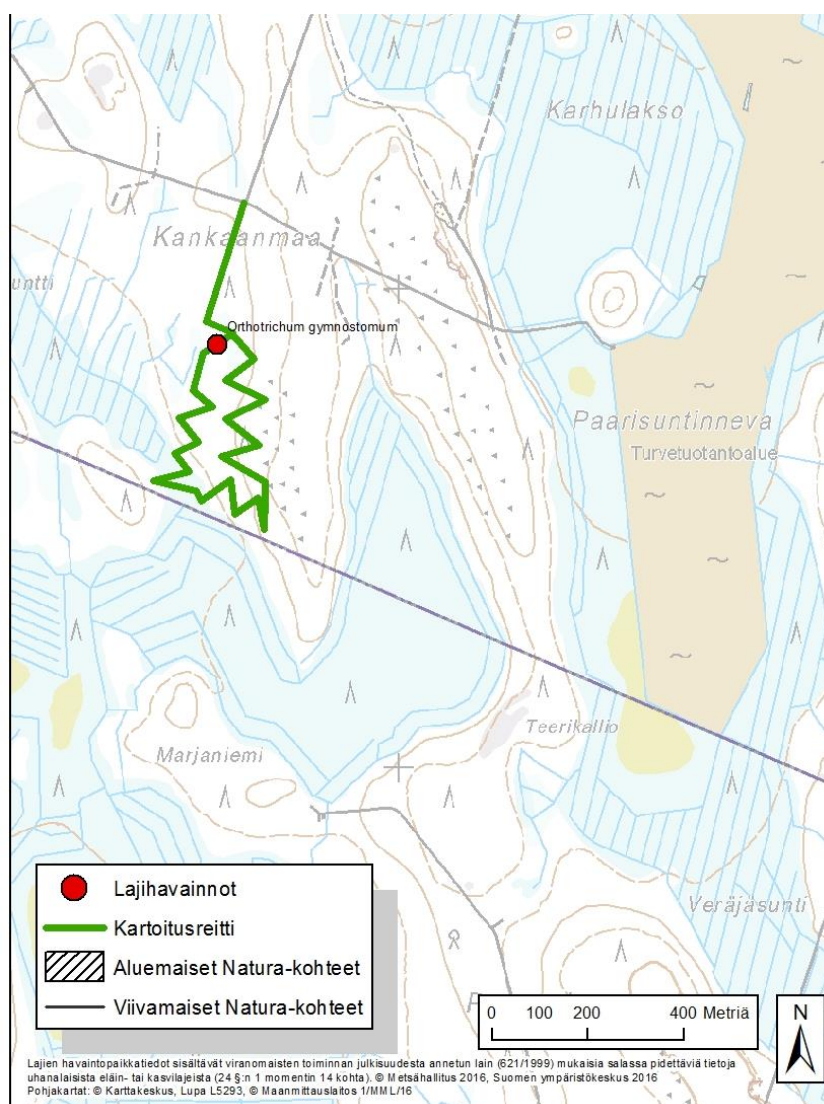 Karhulakso
Kankaanmaa
untti
Orthotrichum gymnostomum
Paarisuntinneva
Turvetuotantoalue
Teerikallio
Marjaniemi
Veräjäsunti
Lajihavainnot
Kartoitusreitti
Aluemaiset Natura-kohteet
Viivamaiset Natura-kohteet
0 100 200 400 Metriä
N
Lajien havaintopaikkatiedot sisältävät viranomaisten toiminnan julkisuudesta annetun lain (621/1999) mukaisia salassa pidettäviä tietoja
uhanalaisista eläin- tai kasvilajeista (24 §:n 1 momentin 14 kohta). © Metsähallitus 2016, Suomen ympäristökeskus 2016
Pohjakartat: © Karttakeskus, Lupa L5293, © Maanmittauslaitos 1/MML/16